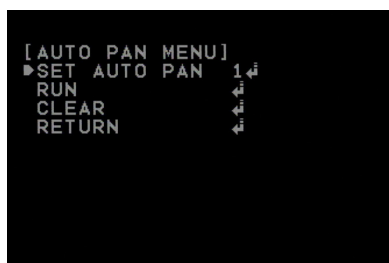 [AUTO PAN MENU]
SET AUTO PAN 1↲
RUN ↲
CLEAR ↲
RETURN ↲